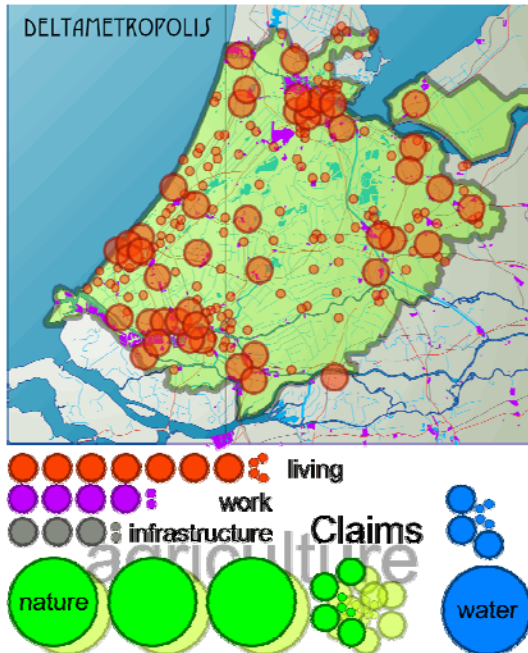 DELTAMETROPOLIS
living
work
infrastructure
Claims
agriculture
nature
water